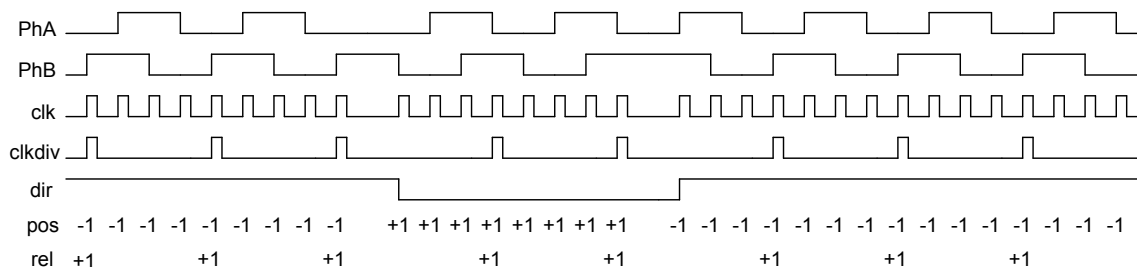 PhA
PhB
clk
clkdiv
dir
pos -1 -1 -1 -1 -1 -1 -1 -1 -1 +1 +1 +1 +1 +1 +1 +1 +1 -1 -1 -1 -1 -1 -1 -1 -1 -1 -1 -1 -1 -1 -1 -1
rel +1 +1 +1 +1 +1 +1 +1 +1